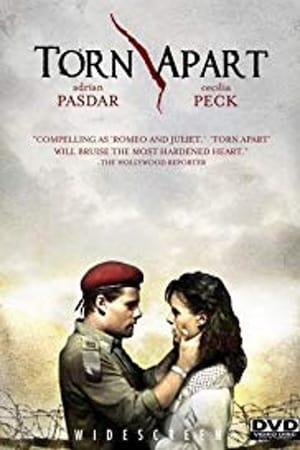 TORN APART
adrian cecilia
PASDAR PECK
"COMPELLING AS 'ROMEO AND JULIET.' 'TORN APART'
WILL BRUISE THE MOST HARDENED HEART."
-THE HOLLYWOOD REPORTER
WIDESCREEN
DVD